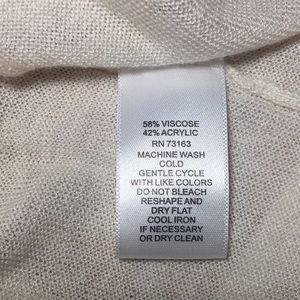 58% VISCOSE
42% ACRYLIC
RN 73163
MACHINE WASH
COLD
GENTLE CYCLE
WITH LIKE COLORS
DO NOT BLEACH
RESHAPE AND
DRY FLAT
COOL IRON
IF NECESSARY
OR DRY CLEAN